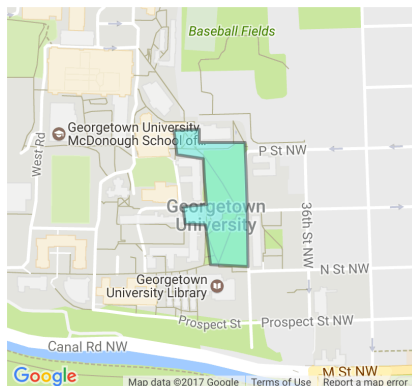 Baseball Fields
Georgetown University
McDonough School of...
West Rd
P St NW
Georgetown
University
36th St NW
N St NW
Georgetown
University Library
Prospect St
Prospect St NW
Canal Rd NW
M St NW
Google
Map data ©2017 Google
Terms of Use
Report a map error